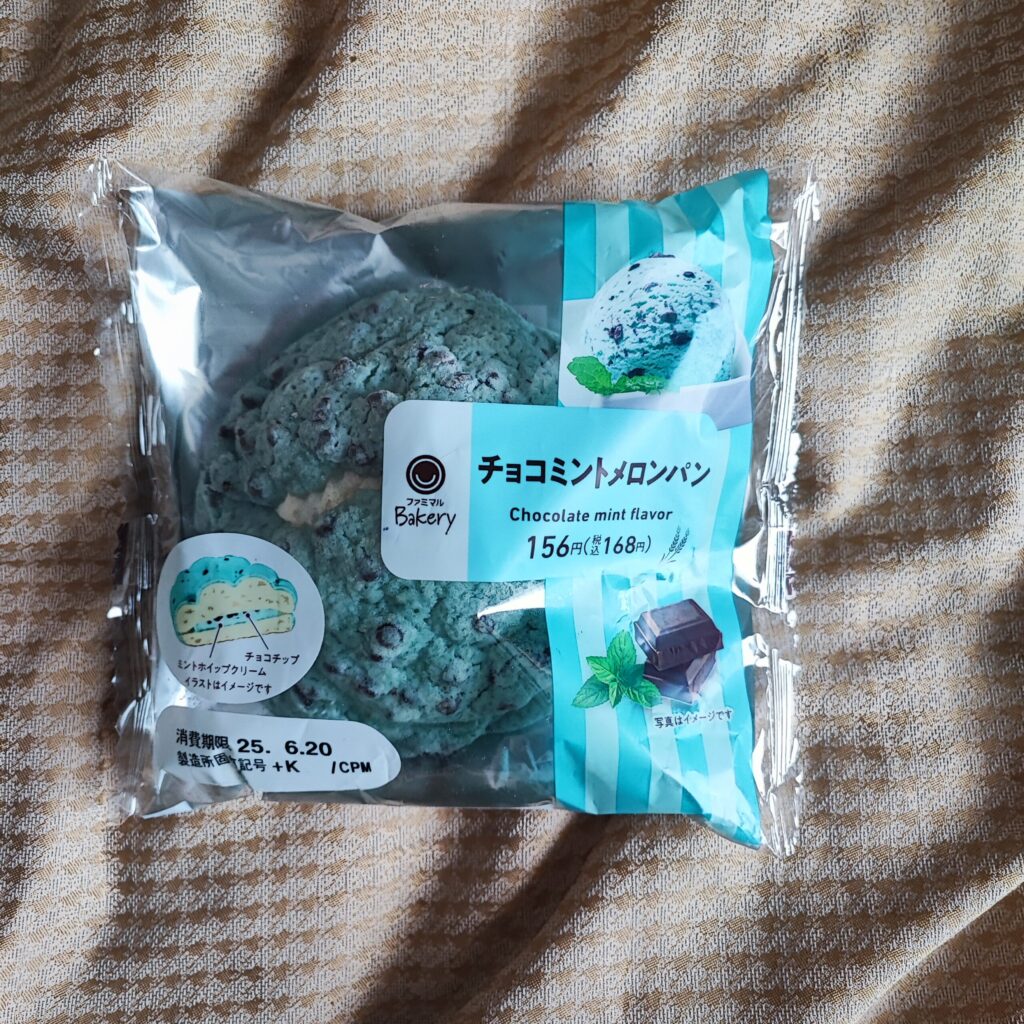 チョコミントメロンパン
Chocolate mint flavor
156円(税込168円)
ファミマル
Bakery
チョコチップ
ミントホイップクリーム
イラストはイメージです
写真はイメージです
消費期限 25. 6.20
製造所固 記号 +K /CPM